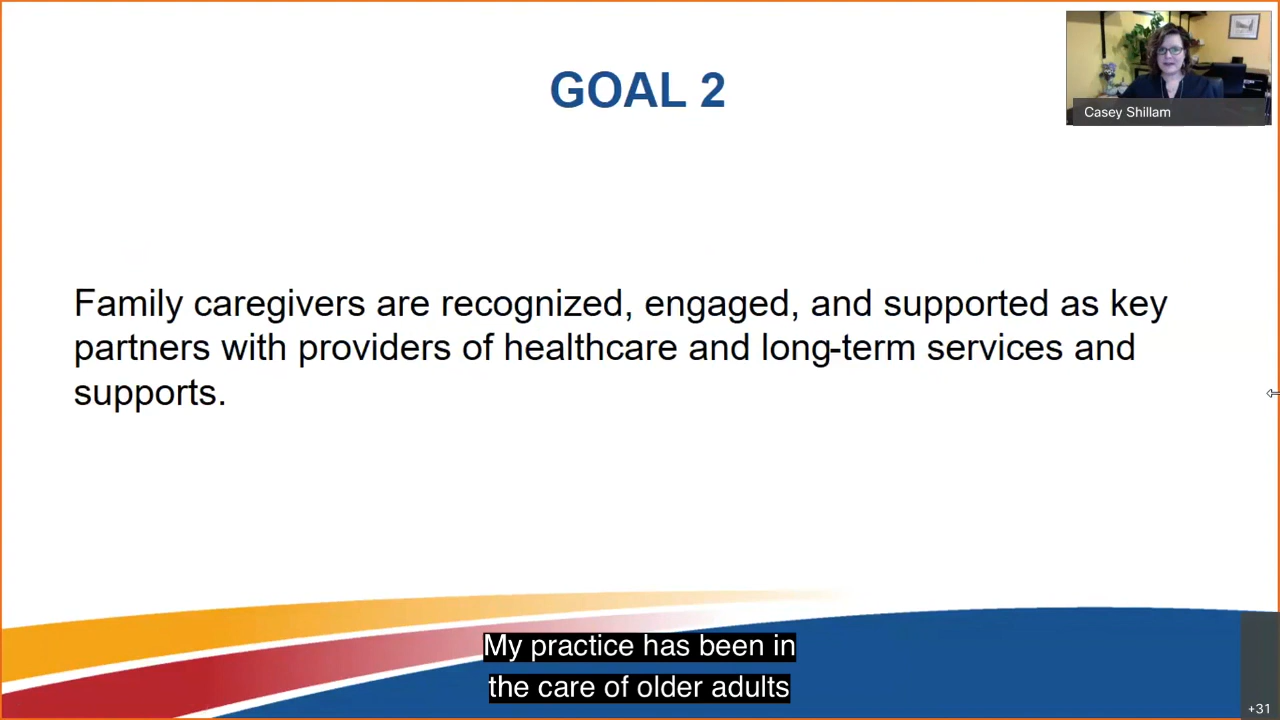 GOAL 2
Casey Shillam
Family caregivers are recognized, engaged, and supported as key
partners with providers of healthcare and long-term services and
supports.
My practice has been in
the care of older adults
+31